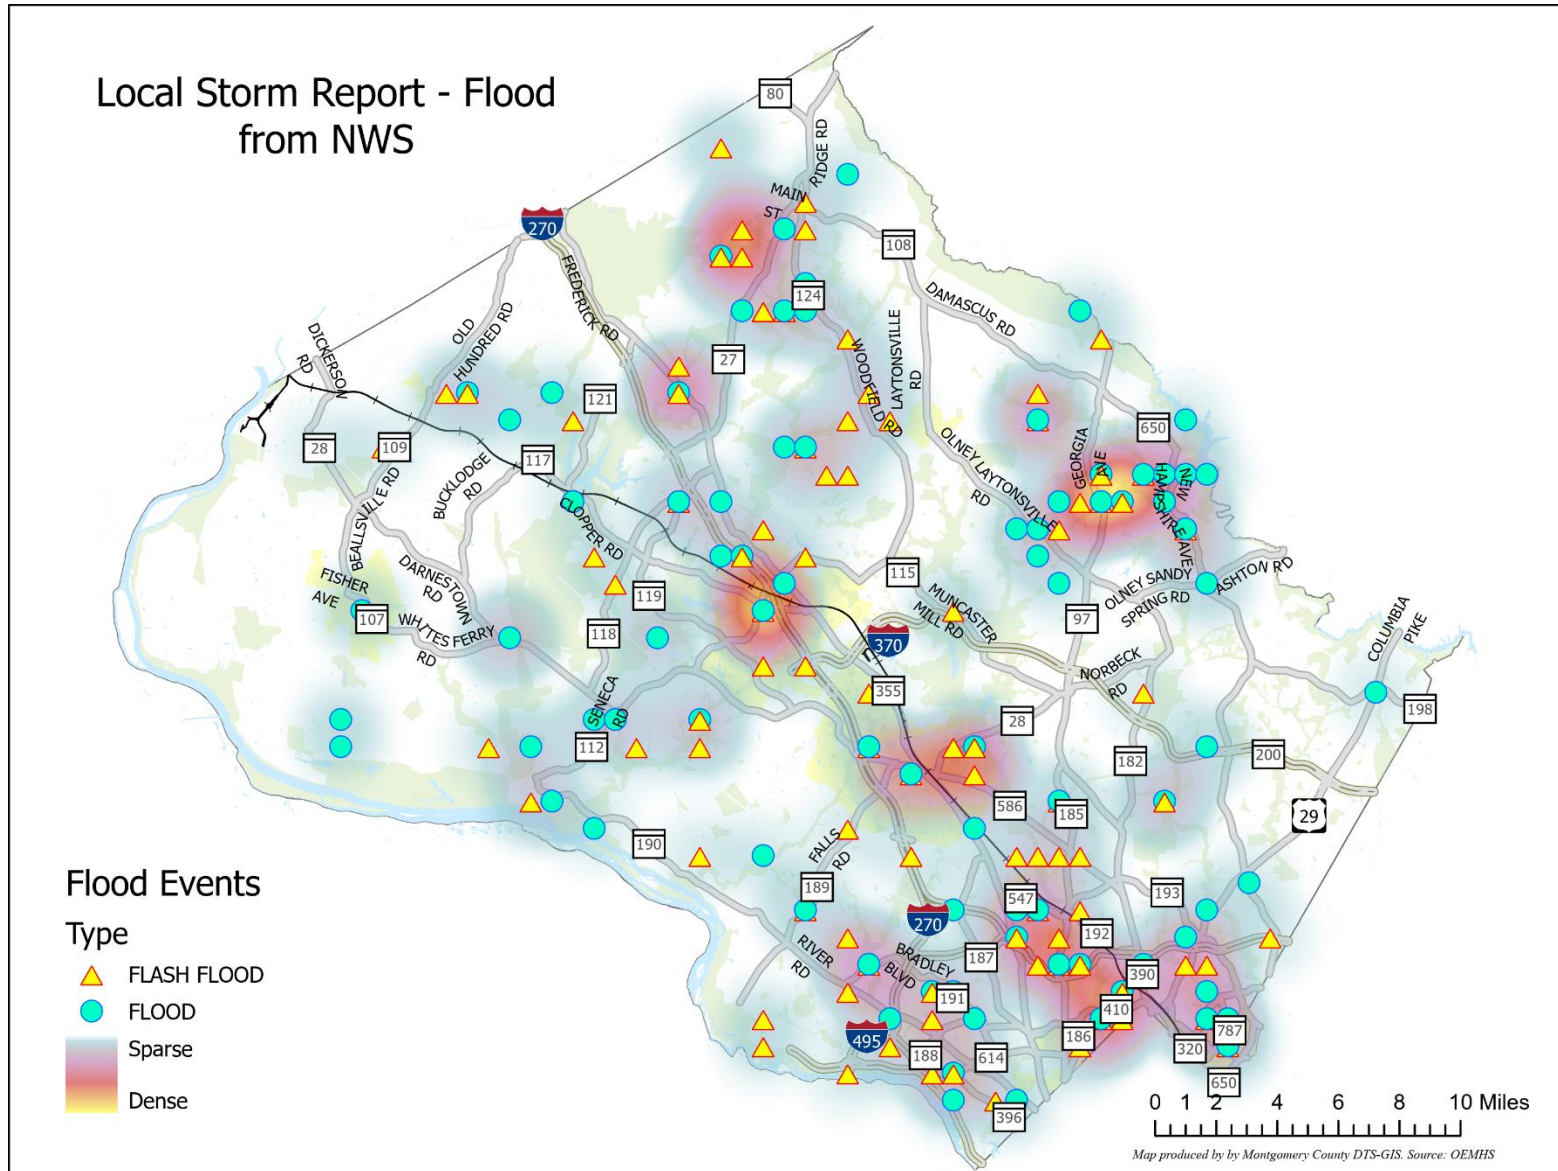 Local Storm Report - Flood
from NWS
80
RIDGE RD
MAIN
ST
270
108
FREDERICK RD
124
DAMASCUS RD
OLD
HUNDRED RD
DICKERSON
RD
27
WOODFIELD RD
LAYTONSVILLE
RD
121
650
28
109
117
BUCKLODGE
RD
OLNEY LAYTONSVILLE
RD
GEORGIA
AVE
NEW
HAMPSHIRE AVE
BEALLSVILLE RD
CLOPPER RD
DARNESTOWN
RD
FISHER
AVE
107
WHITES FERRY
RD
119
118
115
MUNCASTER
MILL RD
OLNEY SANDY
SPRING RD
ASHTON RD
97
370
COLUMBIA
PIKE
NORBECK
RD
355
198
SENECA
RD
28
112
182
200
586
185
29
190
FALLS
RD
189
547
193
270
192
RIVER
RD
BRADLEY
BLVD
187
390
191
410
495
186
787
188
614
320
650
396
Flood Events
Type
FLASH FLOOD
FLOOD
Sparse
Dense
0 1 2 4 6 8 10 Miles
Map produced by by Montgomery County DTS-GIS. Source: OEMHS